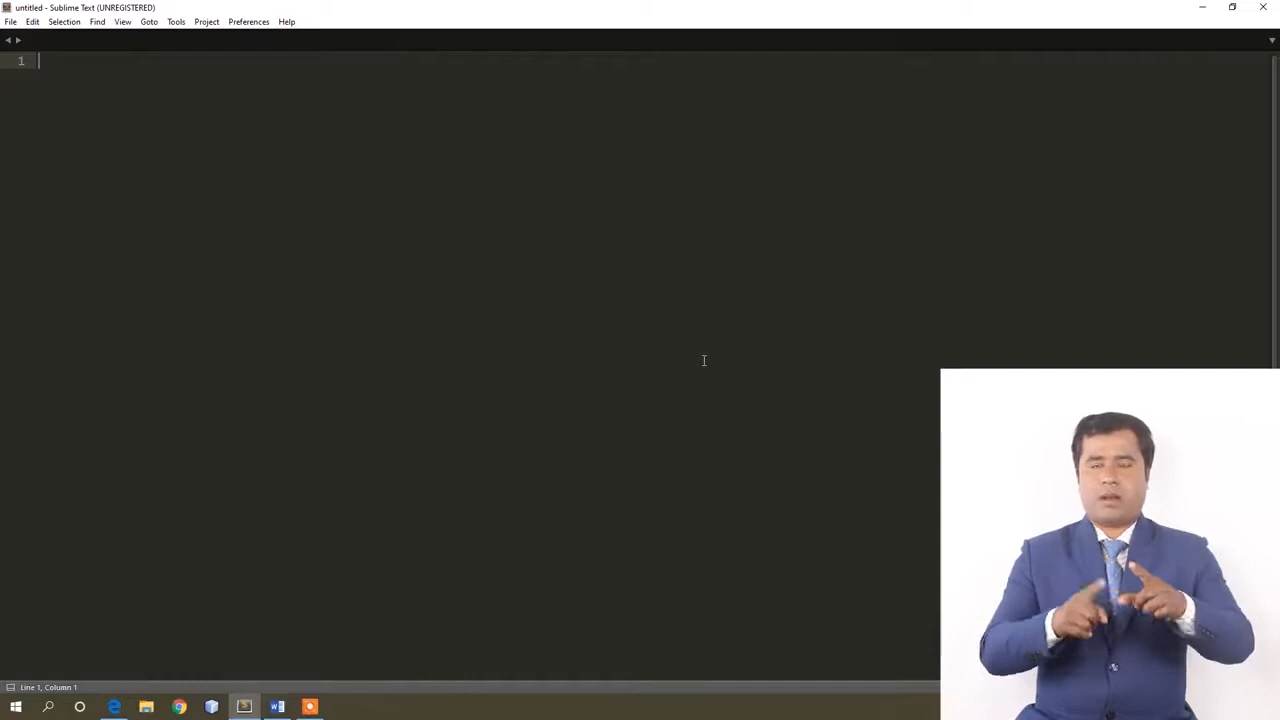 untitled - Sublime Text (UNREGISTERED)
File Edit Selection Find View Goto Tools Project Preferences Help
1
Line 1, Column 1